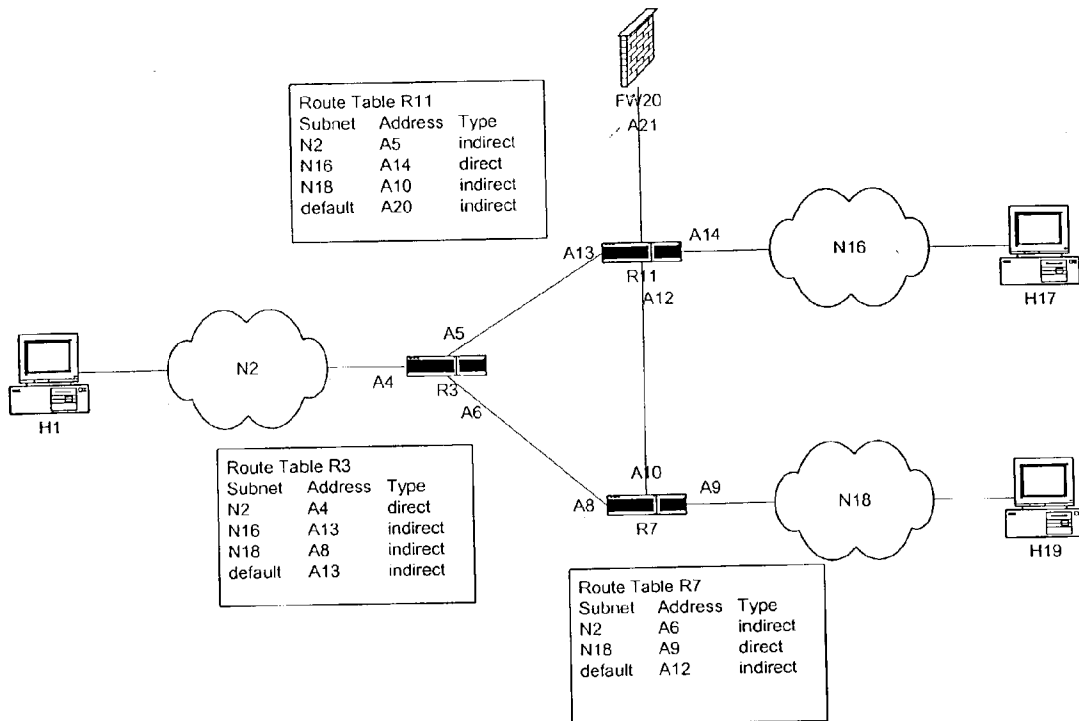 FW20
A21
Route Table R11
Subnet Address Type
N2 A5 indirect
N16 A14 direct
N18 A10 indirect
default A20 indirect
A13
A14
R11
A12
N16
H17
A5
N2
A4
R3
A6
H1
Route Table R3
Subnet Address Type
N2 A4 direct
N16 A13 indirect
N18 A8 indirect
default A13 indirect
A10
A8
A9
R7
N18
H19
Route Table R7
Subnet Address Type
N2 A6 indirect
N18 A9 direct
default A12 indirect